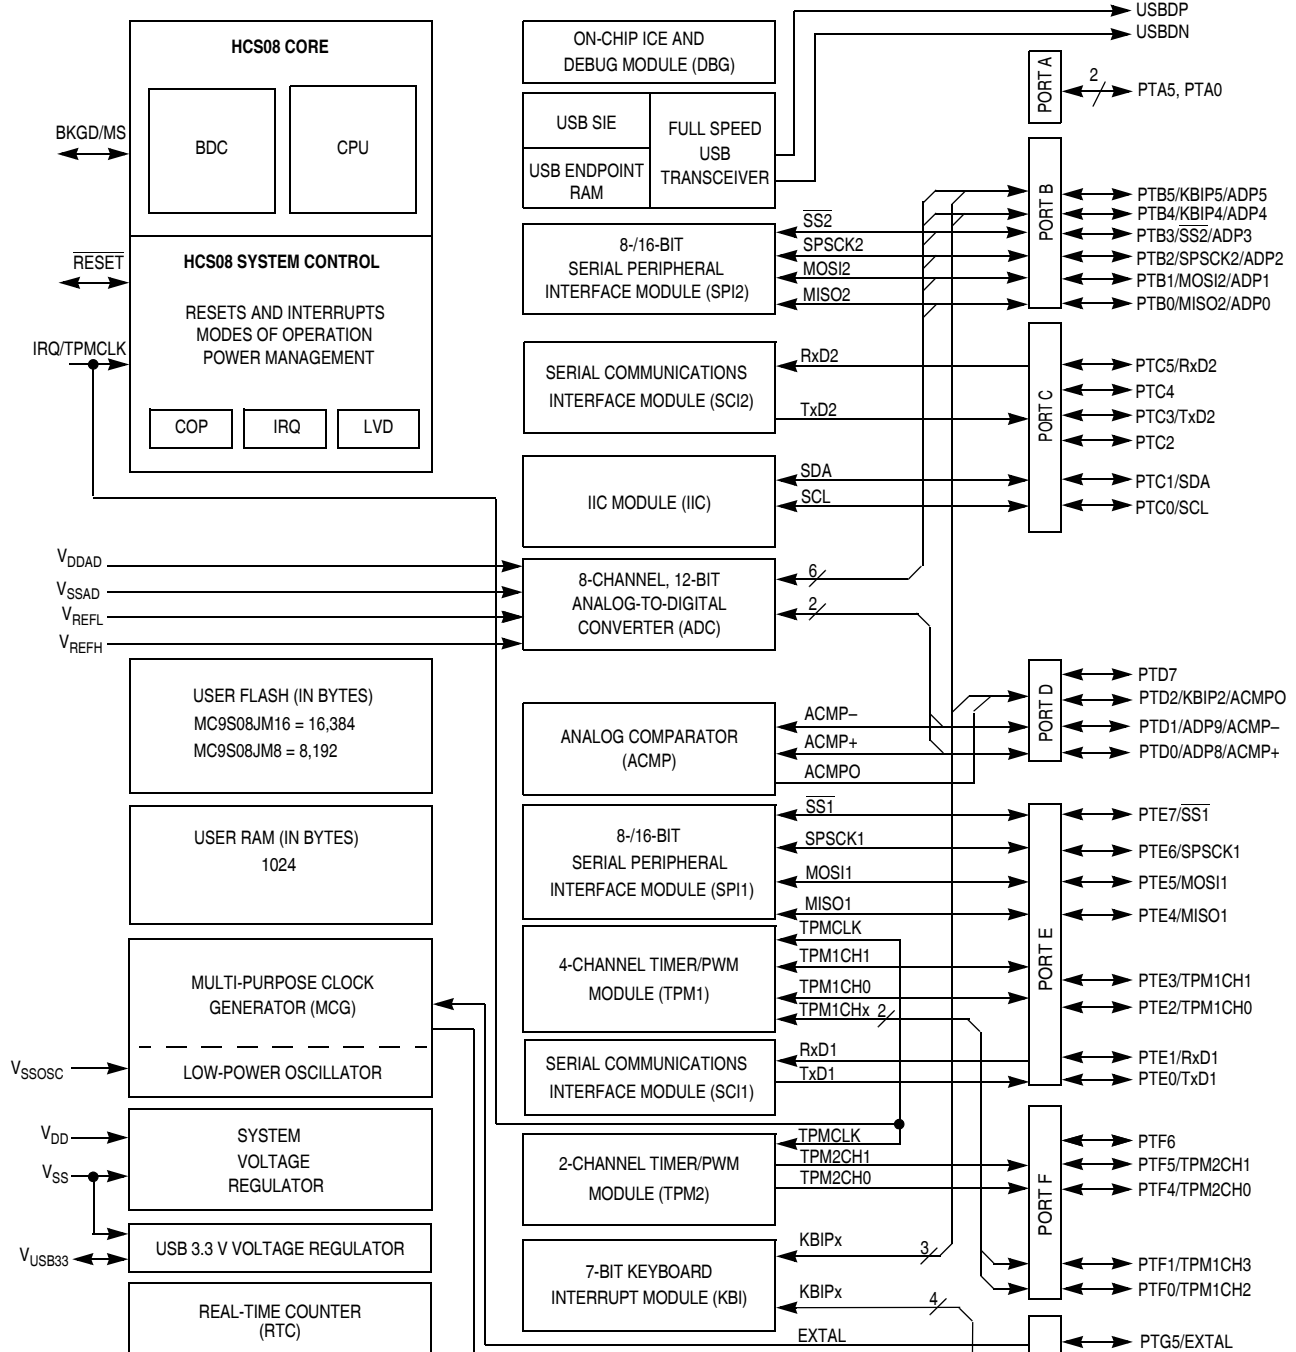 USBDP
USBDN
HCS08 CORE
BDC
CPU
BKGD/MS
RESET
HCS08 SYSTEM CONTROL
RESETS AND INTERRUPTS
MODES OF OPERATION
POWER MANAGEMENT
IRQ/TPMCLK
COP
IRQ
LVD
VDDAD
VSSAD
VREFL
VREFH
USER FLASH (IN BYTES)
MC9S08JM16 = 16,384
MC9S08JM8 = 8,192
USER RAM (IN BYTES)
1024
MULTI-PURPOSE CLOCK
GENERATOR (MCG)
LOW-POWER OSCILLATOR
VSSOSC
VDD
VSS
SYSTEM
VOLTAGE
REGULATOR
USB 3.3 V VOLTAGE REGULATOR
VUSB33
REAL-TIME COUNTER
(RTC)
ON-CHIP ICE AND
DEBUG MODULE (DBG)
USB SIE
USB ENDPOINT
RAM
FULL SPEED
USB
TRANSCEIVER
8-/16-BIT
SERIAL PERIPHERAL
INTERFACE MODULE (SPI2)
SS2
SPSCK2
MOSI2
MISO2
SERIAL COMMUNICATIONS
INTERFACE MODULE (SCI2)
RxD2
TxD2
IIC MODULE (IIC)
SDA
SCL
8-CHANNEL, 12-BIT
ANALOG-TO-DIGITAL
CONVERTER (ADC)
6
2
ANALOG COMPARATOR
(ACMP)
ACMP–
ACMP+
ACMPO
8-/16-BIT
SERIAL PERIPHERAL
INTERFACE MODULE (SPI1)
SS1
SPSCK1
MOSI1
MISO1
4-CHANNEL TIMER/PWM
MODULE (TPM1)
TPMCLK
TPM1CH1
TPM1CH0
TPM1CHx 2
SERIAL COMMUNICATIONS
INTERFACE MODULE (SCI1)
RxD1
TxD1
2-CHANNEL TIMER/PWM
MODULE (TPM2)
TPMCLK
TPM2CH1
TPM2CH0
7-BIT KEYBOARD
INTERRUPT MODULE (KBI)
KBIPx
3
KBIPx
4
EXTAL
PORT A
2
PTA5, PTA0
PORT B
PTB5/KBIP5/ADP5
PTB4/KBIP4/ADP4
PTB3/SS2/ADP3
PTB2/SPSCK2/ADP2
PTB1/MOSI2/ADP1
PTB0/MISO2/ADP0
PORT C
PTC5/RxD2
PTC4
PTC3/TxD2
PTC2
PTC1/SDA
PTC0/SCL
PORT D
PTD7
PTD2/KBIP2/ACMPO
PTD1/ADP9/ACMP–
PTD0/ADP8/ACMP+
PORT E
PTE7/SS1
PTE6/SPSCK1
PTE5/MOSI1
PTE4/MISO1
PTE3/TPM1CH1
PTE2/TPM1CH0
PTE1/RxD1
PTE0/TxD1
PORT F
PTF6
PTF5/TPM2CH1
PTF4/TPM2CH0
PTF1/TPM1CH3
PTF0/TPM1CH2
PTG5/EXTAL